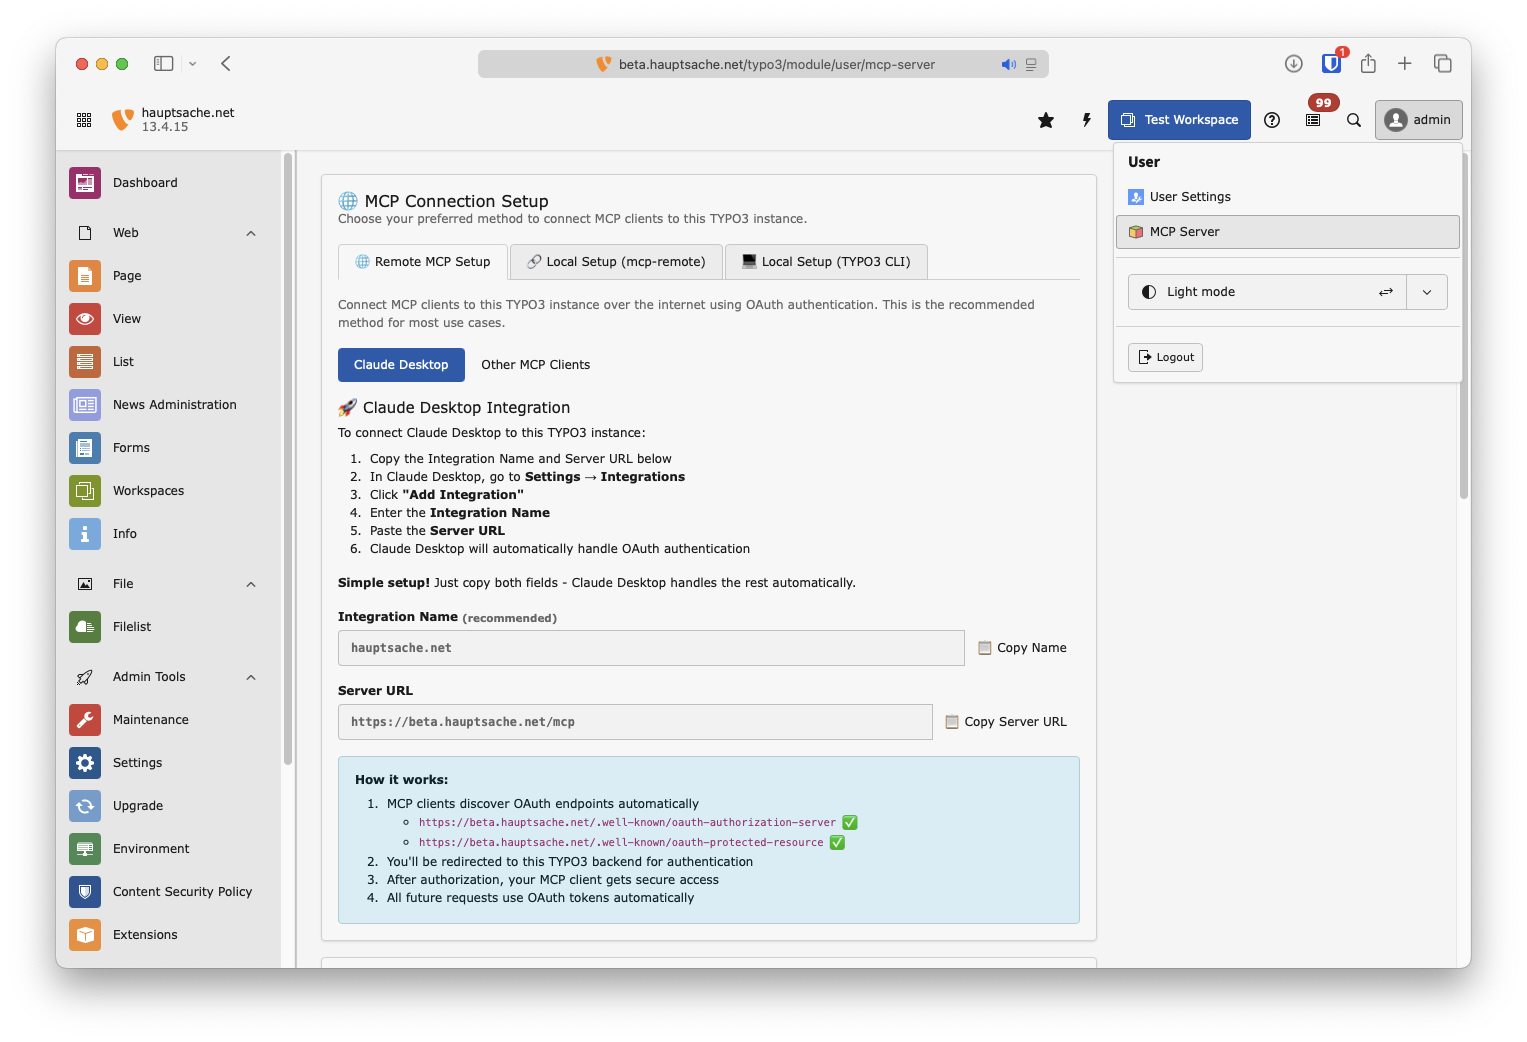 beta.hauptsache.net/typo3/module/user/mcp-server
1
hauptsache.net
13.4.15
Test Workspace
99
admin
Dashboard
Web
Page
View
List
News Administration
Forms
Workspaces
Info
File
Filelist
Admin Tools
Maintenance
Settings
Upgrade
Environment
Content Security Policy
Extensions
MCP Connection Setup
Choose your preferred method to connect MCP clients to this TYPO3 instance.
Remote MCP Setup
Local Setup (mcp-remote)
Local Setup (TYPO3 CLI)
Connect MCP clients to this TYPO3 instance over the internet using OAuth authentication. This is the recommended
method for most use cases.
Claude Desktop
Other MCP Clients
Claude Desktop Integration
To connect Claude Desktop to this TYPO3 instance:
1. Copy the Integration Name and Server URL below
2. In Claude Desktop, go to Settings → Integrations
3. Click "Add Integration"
4. Enter the Integration Name
5. Paste the Server URL
6. Claude Desktop will automatically handle OAuth authentication
Simple setup! Just copy both fields - Claude Desktop handles the rest automatically.
Integration Name (recommended)
hauptsache.net
Copy Name
Server URL
https://beta.hauptsache.net/mcp
Copy Server URL
How it works:
1. MCP clients discover OAuth endpoints automatically
https://beta.hauptsache.net/.well-known/oauth-authorization-server
https://beta.hauptsache.net/.well-known/oauth-protected-resource
2. You'll be redirected to this TYPO3 backend for authentication
3. After authorization, your MCP client gets secure access
4. All future requests use OAuth tokens automatically
User
User Settings
MCP Server
Light mode
Logout